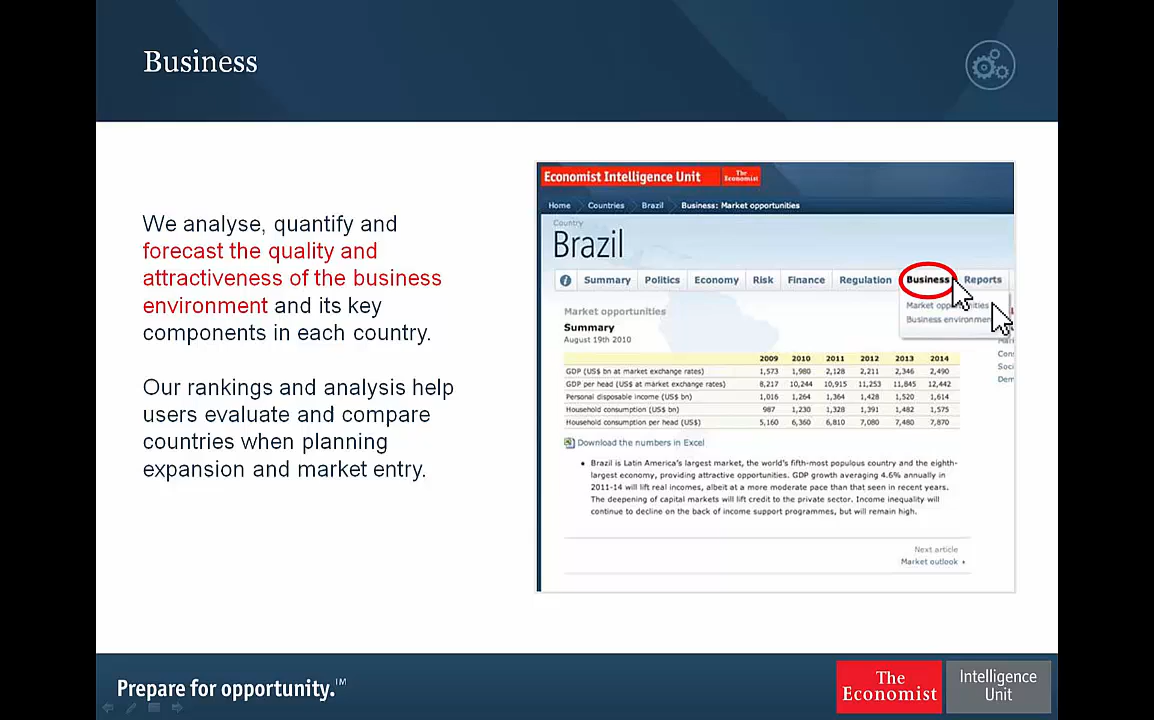 Business
We analyse, quantify and
forecast the quality and
attractiveness of the business
environment and its key
components in each country.
Our rankings and analysis help
users evaluate and compare
countries when planning
expansion and market entry.
Economist Intelligence Unit The Economist
Home Countries Brazil Business: Market opportunities
Country
Brazil
Summary Politics Economy Risk Finance Regulation Business Reports
Market opportunities
Business environment
Market opportunities
Summary
August 19th 2010
2009 2010 2011 2012 2013 2014
GDP (US$ bn at market exchange rates) 1,573 1,980 2,128 2,211 2,346 2,490
GDP per head (US$ at market exchange rates) 8,217 10,244 10,915 11,253 11,845 12,442
Personal disposable income (US$ bn) 1,016 1,264 1,364 1,428 1,520 1,614
Household consumption (US$ bn) 987 1,230 1,328 1,391 1,482 1,575
Household consumption per head (US$) 5,160 6,360 6,810 7,080 7,480 7,870
Download the numbers in Excel
• Brazil is Latin America's largest market, the world's fifth-most populous country and the eighth-
largest economy, providing attractive opportunities. GDP growth averaging 4.6% annually in
2011-14 will lift real incomes, albeit at a more moderate pace than that seen in recent years.
The deepening of capital markets will lift credit to the private sector. Income inequality will
continue to decline on the back of income support programmes, but will remain high.
Next article
Market outlook
Prepare for opportunity.™
The Economist
Intelligence Unit